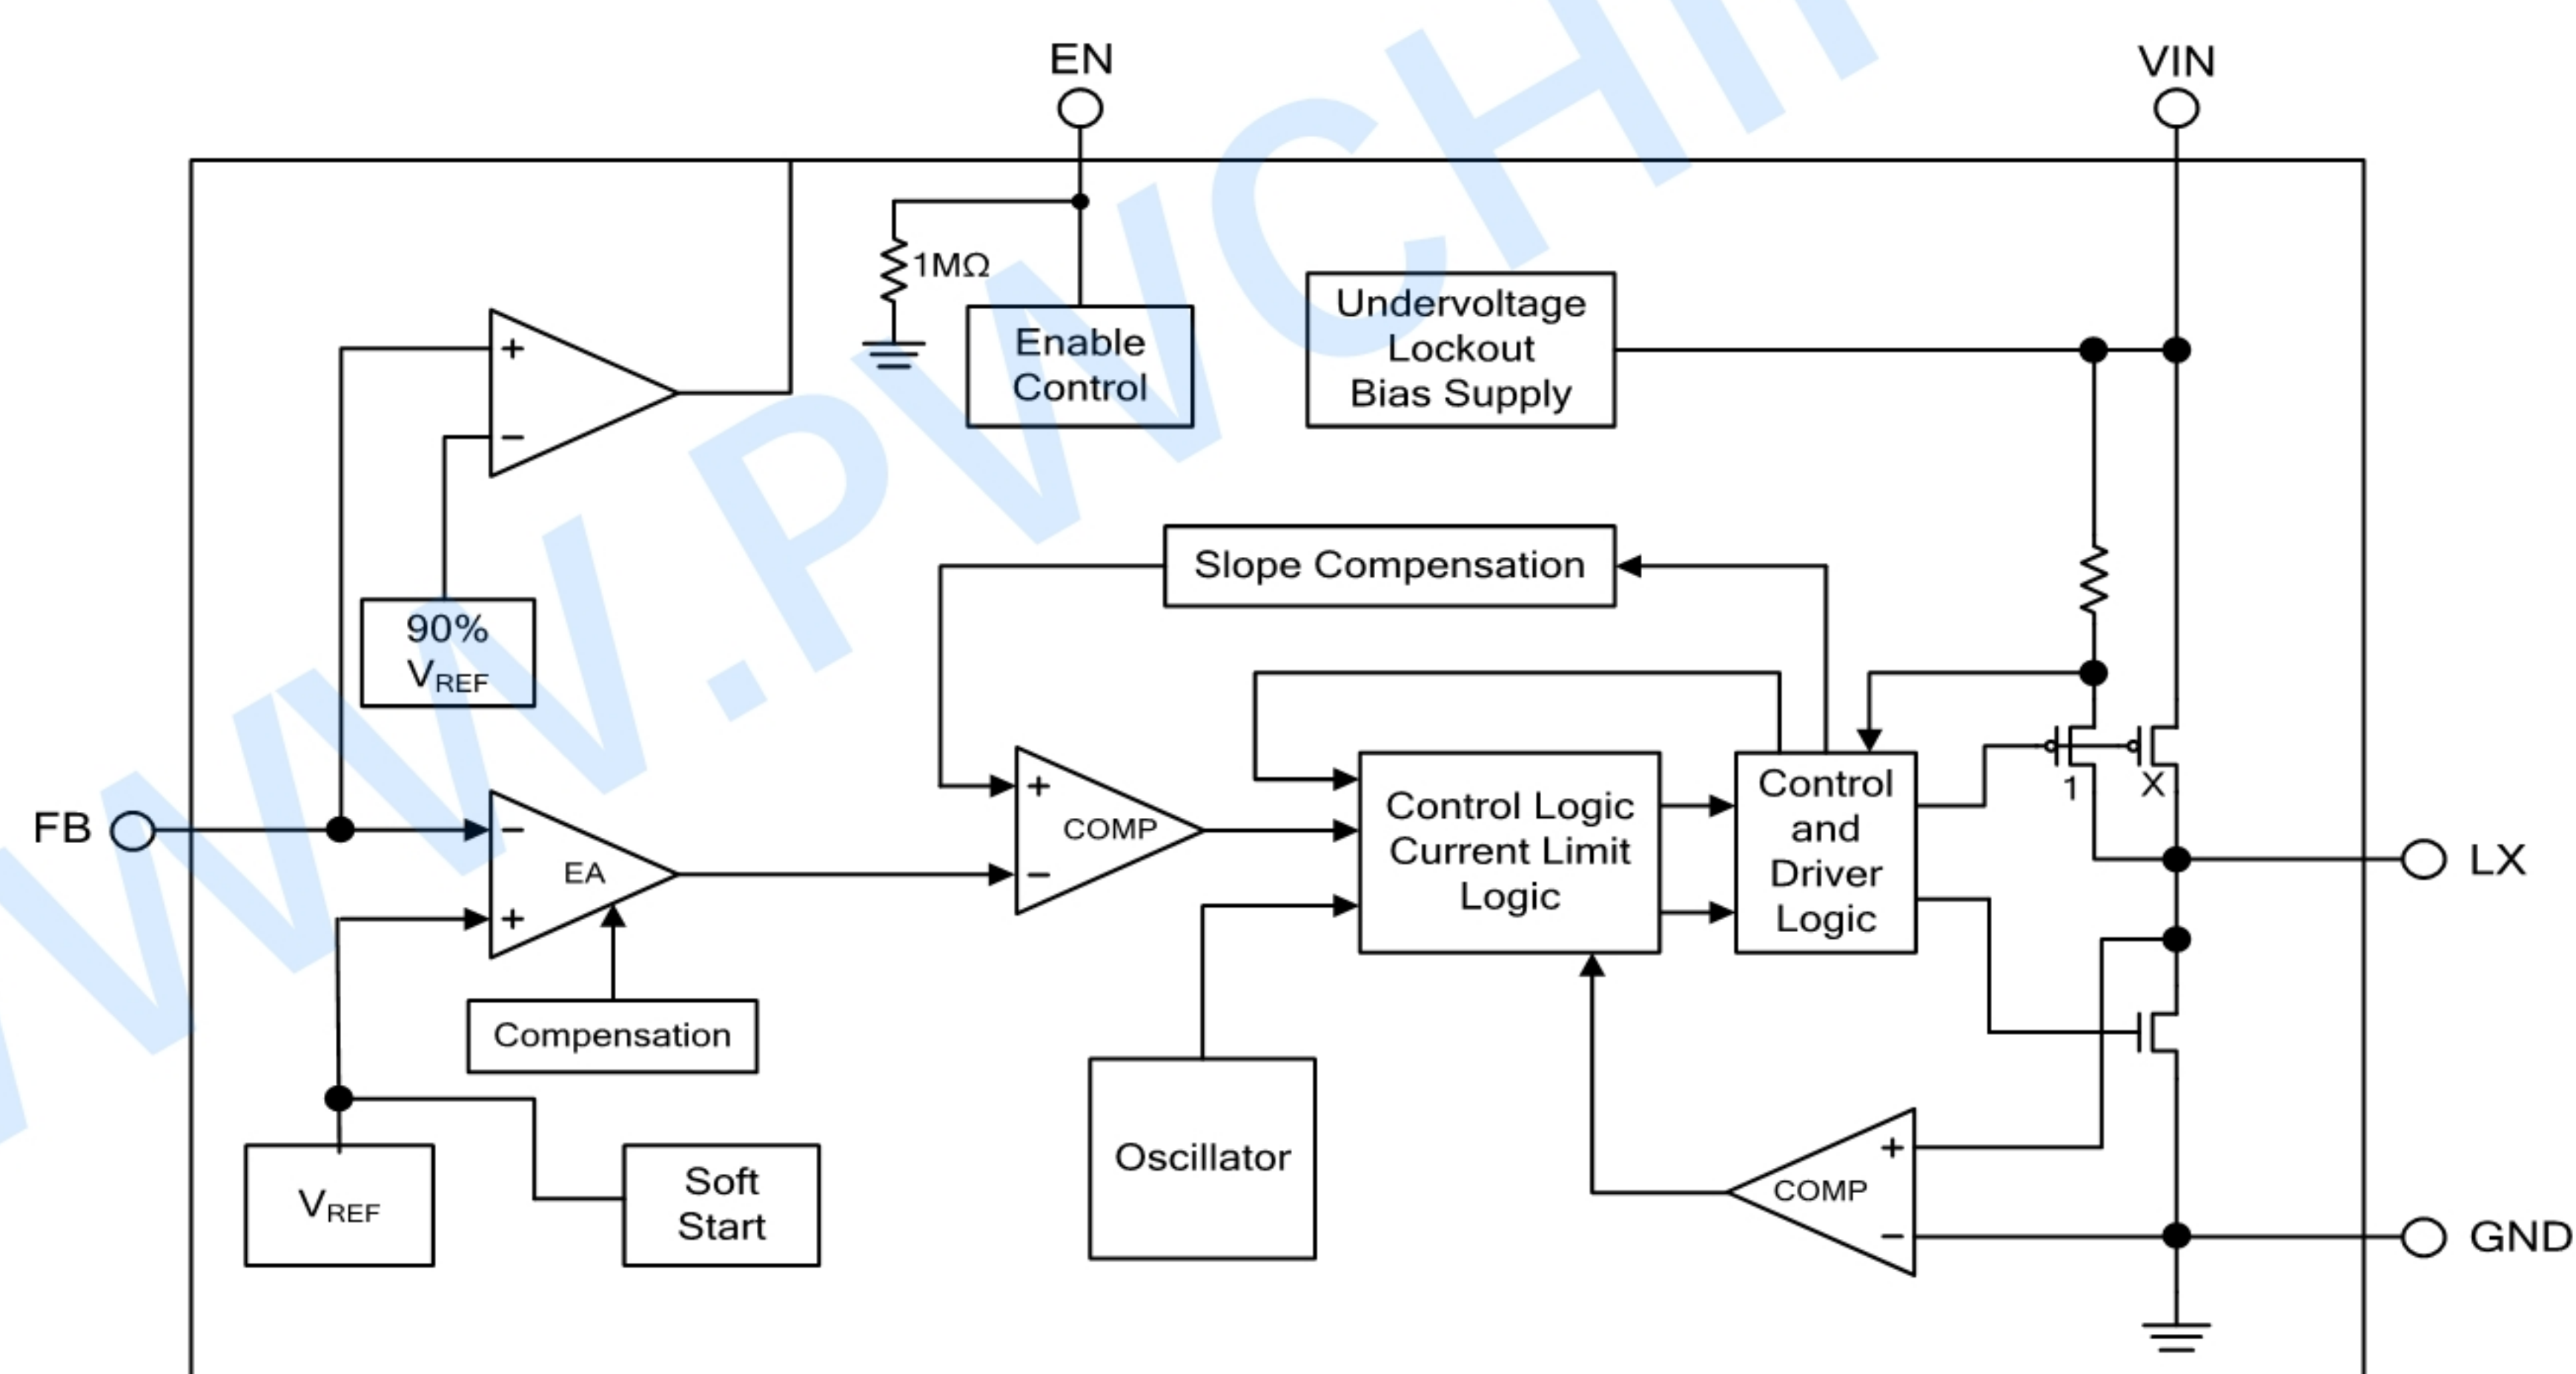 EN
VIN
1MΩ
Enable
Control
Undervoltage
Lockout
Bias Supply
+
−
90%
VREF
Slope Compensation
FB
−
EA
+
+
COMP
−
Control Logic
Current Limit
Logic
Control
and
Driver
Logic
1
X
LX
Compensation
VREF
Soft
Start
Oscillator
+
COMP
−
GND
WWW.PWCHI